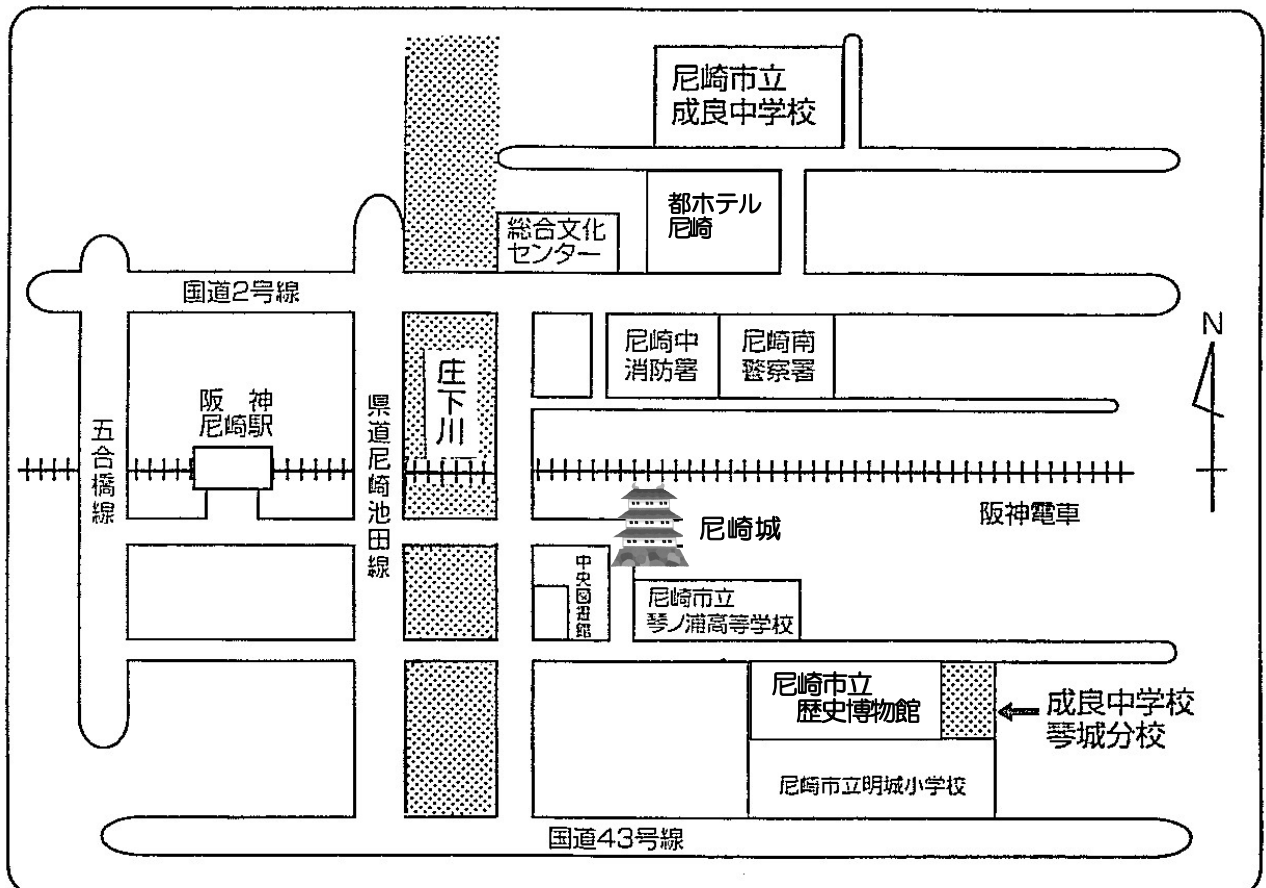 尼崎市立
成良中学校
都ホテル
尼崎
総合文化
センター
国道2号線
尼崎中
消防署
尼崎南
警察署
N
庄下川
阪神
尼崎駅
県道尼崎池田線
五合橋線
阪神電車
尼崎城
中央図書館
尼崎市立
琴ノ浦高等学校
尼崎市立
歴史博物館
成良中学校
琴城分校
尼崎市立明城小学校
国道43号線